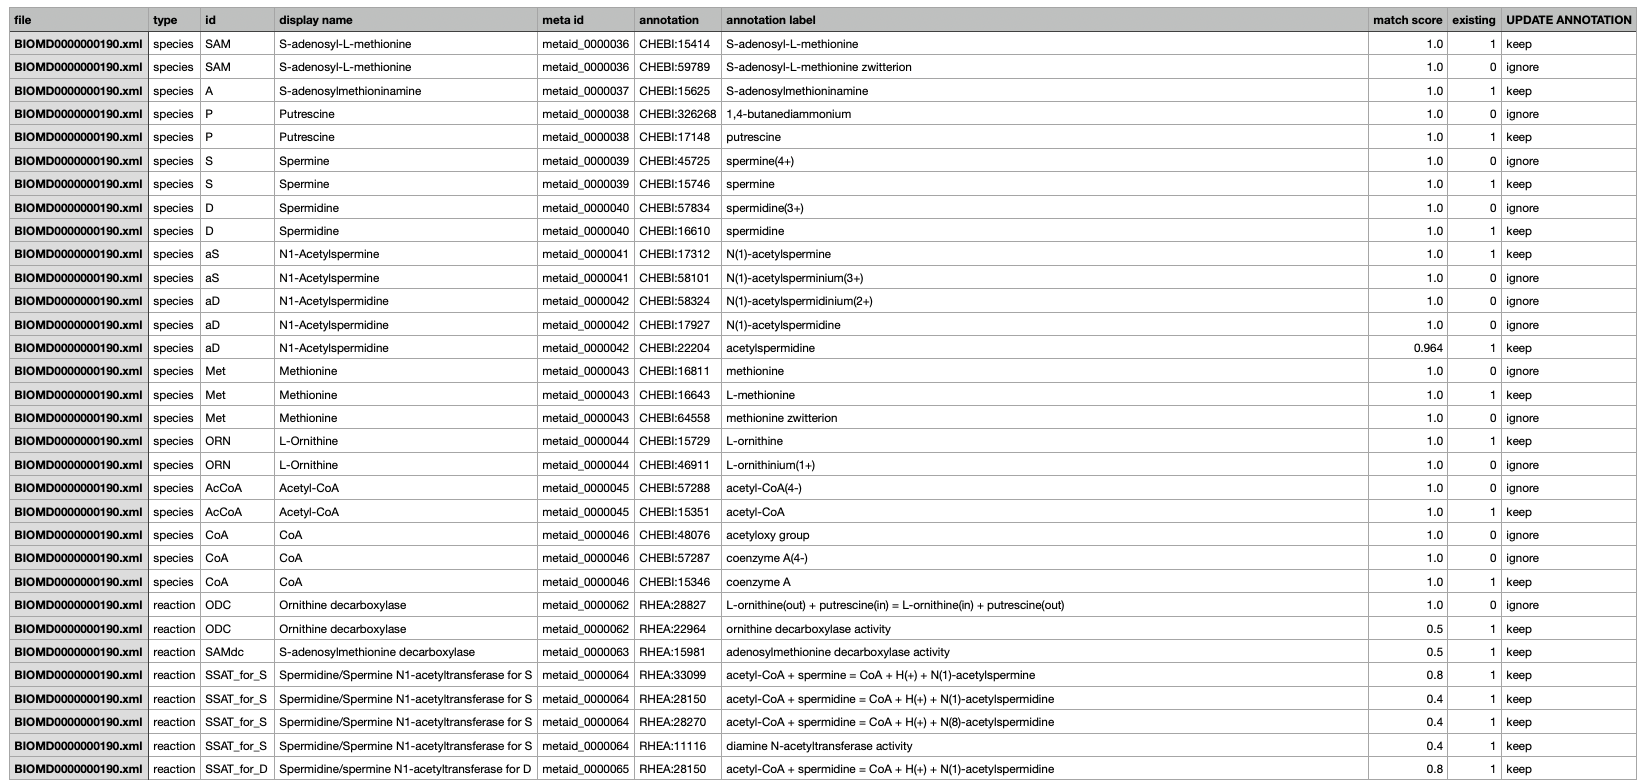 file type id display name meta id annotation annotation label match score existing UPDATE ANNOTATION
BIOMD0000000190.xml species SAM S-adenosyl-L-methionine metaid_0000036 CHEBI:15414 S-adenosyl-L-methionine 1.0 1 keep
BIOMD0000000190.xml species SAM S-adenosyl-L-methionine metaid_0000036 CHEBI:59789 S-adenosyl-L-methionine zwitterion 1.0 0 ignore
BIOMD0000000190.xml species A S-adenosylmethioninamine metaid_0000037 CHEBI:15625 S-adenosylmethioninamine 1.0 1 keep
BIOMD0000000190.xml species P Putrescine metaid_0000038 CHEBI:326268 1,4-butanediammonium 1.0 0 ignore
BIOMD0000000190.xml species P Putrescine metaid_0000038 CHEBI:17148 putrescine 1.0 1 keep
BIOMD0000000190.xml species S Spermine metaid_0000039 CHEBI:45725 spermine(4+) 1.0 0 ignore
BIOMD0000000190.xml species S Spermine metaid_0000039 CHEBI:15746 spermine 1.0 1 keep
BIOMD0000000190.xml species D Spermidine metaid_0000040 CHEBI:57834 spermidine(3+) 1.0 0 ignore
BIOMD0000000190.xml species D Spermidine metaid_0000040 CHEBI:16610 spermidine 1.0 1 keep
BIOMD0000000190.xml species aS N1-Acetylspermine metaid_0000041 CHEBI:17312 N(1)-acetylspermine 1.0 1 keep
BIOMD0000000190.xml species aS N1-Acetylspermine metaid_0000041 CHEBI:58101 N(1)-acetylsperminium(3+) 1.0 0 ignore
BIOMD0000000190.xml species aD N1-Acetylspermidine metaid_0000042 CHEBI:58324 N(1)-acetylspermidinium(2+) 1.0 0 ignore
BIOMD0000000190.xml species aD N1-Acetylspermidine metaid_0000042 CHEBI:17927 N(1)-acetylspermidine 1.0 0 ignore
BIOMD0000000190.xml species aD N1-Acetylspermidine metaid_0000042 CHEBI:22204 acetylspermidine 0.964 1 keep
BIOMD0000000190.xml species Met Methionine metaid_0000043 CHEBI:16811 methionine 1.0 0 ignore
BIOMD0000000190.xml species Met Methionine metaid_0000043 CHEBI:16643 L-methionine 1.0 1 keep
BIOMD0000000190.xml species Met Methionine metaid_0000043 CHEBI:64558 methionine zwitterion 1.0 0 ignore
BIOMD0000000190.xml species ORN L-Ornithine metaid_0000044 CHEBI:15729 L-ornithine 1.0 1 keep
BIOMD0000000190.xml species ORN L-Ornithine metaid_0000044 CHEBI:46911 L-ornithinium(1+) 1.0 0 ignore
BIOMD0000000190.xml species AcCoA Acetyl-CoA metaid_0000045 CHEBI:57288 acetyl-CoA(4-) 1.0 0 ignore
BIOMD0000000190.xml species AcCoA Acetyl-CoA metaid_0000045 CHEBI:15351 acetyl-CoA 1.0 1 keep
BIOMD0000000190.xml species CoA CoA metaid_0000046 CHEBI:48076 acetyloxy group 1.0 0 ignore
BIOMD0000000190.xml species CoA CoA metaid_0000046 CHEBI:57287 coenzyme A(4-) 1.0 0 ignore
BIOMD0000000190.xml species CoA CoA metaid_0000046 CHEBI:15346 coenzyme A 1.0 1 keep
BIOMD0000000190.xml reaction ODC Ornithine decarboxylase metaid_0000062 RHEA:28827 L-ornithine(out) + putrescine(in) = L-ornithine(in) + putrescine(out) 1.0 0 ignore
BIOMD0000000190.xml reaction ODC Ornithine decarboxylase metaid_0000062 RHEA:22964 ornithine decarboxylase activity 0.5 1 keep
BIOMD0000000190.xml reaction SAMdc S-adenosylmethionine decarboxylase metaid_0000063 RHEA:15981 adenosylmethionine decarboxylase activity 0.5 1 keep
BIOMD0000000190.xml reaction SSAT_for_S Spermidine/Spermine N1-acetyltransferase for S metaid_0000064 RHEA:33099 acetyl-CoA + spermine = CoA + H(+) + N(1)-acetylspermine 0.8 1 keep
BIOMD0000000190.xml reaction SSAT_for_S Spermidine/Spermine N1-acetyltransferase for S metaid_0000064 RHEA:28150 acetyl-CoA + spermidine = CoA + H(+) + N(1)-acetylspermidine 0.4 1 keep
BIOMD0000000190.xml reaction SSAT_for_S Spermidine/Spermine N1-acetyltransferase for S metaid_0000064 RHEA:28270 acetyl-CoA + spermidine = CoA + H(+) + N(8)-acetylspermidine 0.4 1 keep
BIOMD0000000190.xml reaction SSAT_for_S Spermidine/Spermine N1-acetyltransferase for S metaid_0000064 RHEA:11116 diamine N-acetyltransferase activity 0.4 1 keep
BIOMD0000000190.xml reaction SSAT_for_D Spermidine/spermine N1-acetyltransferase for D metaid_0000065 RHEA:28150 acetyl-CoA + spermidine = CoA + H(+) + N(1)-acetylspermidine 0.8 1 keep